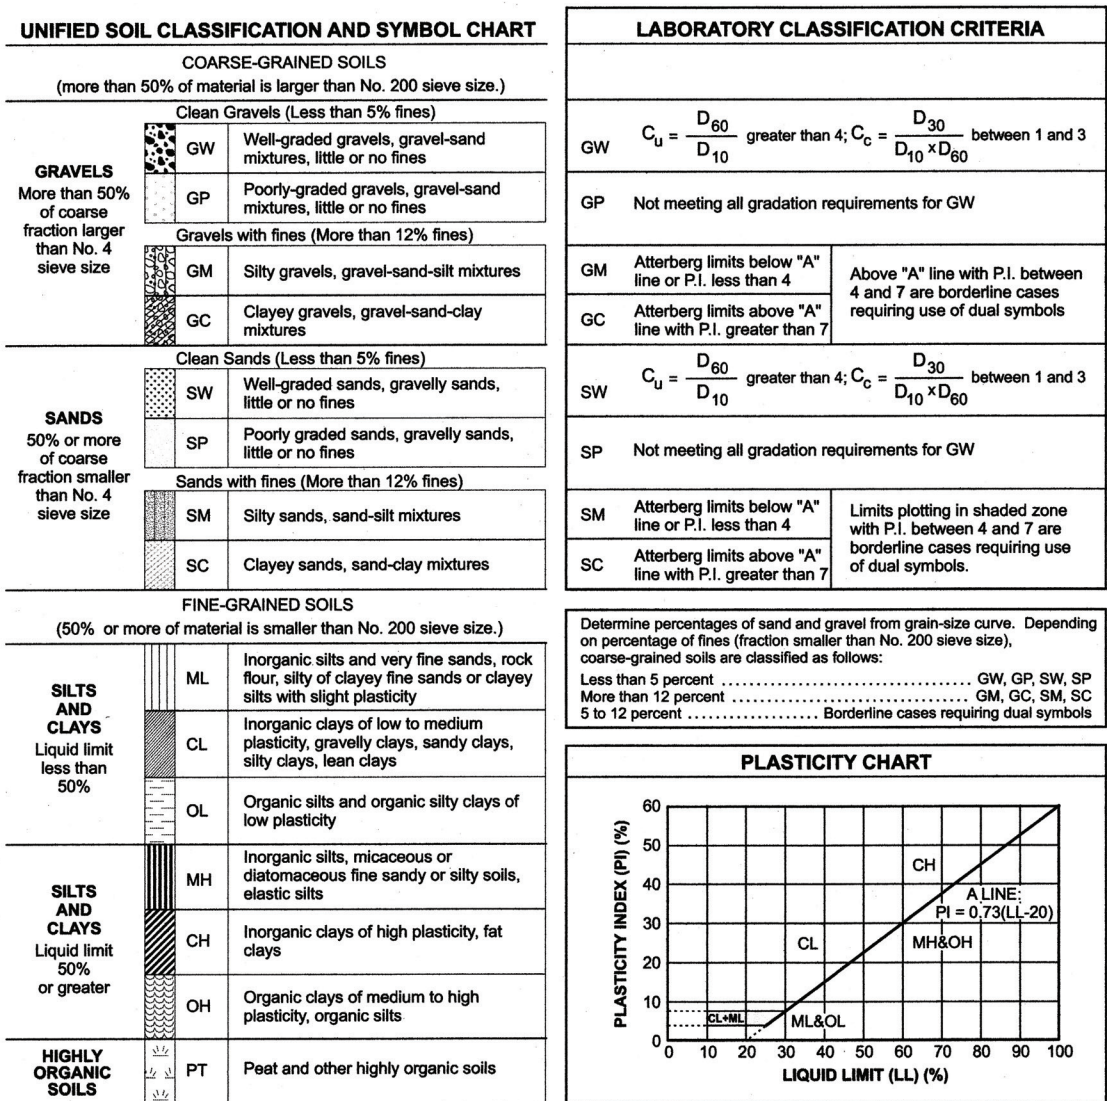 UNIFIED SOIL CLASSIFICATION AND SYMBOL CHART
COARSE-GRAINED SOILS
(more than 50% of material is larger than No. 200 sieve size.)
Clean Gravels (Less than 5% fines)
GRAVELS
More than 50%
of coarse
fraction larger
than No. 4
sieve size
GW
Well-graded gravels, gravel-sand
mixtures, little or no fines
GP
Poorly-graded gravels, gravel-sand
mixtures, little or no fines
Gravels with fines (More than 12% fines)
GM
Silty gravels, gravel-sand-silt mixtures
GC
Clayey gravels, gravel-sand-clay
mixtures
Clean Sands (Less than 5% fines)
SANDS
50% or more
of coarse
fraction smaller
than No. 4
sieve size
SW
Well-graded sands, gravelly sands,
little or no fines
SP
Poorly graded sands, gravelly sands,
little or no fines
Sands with fines (More than 12% fines)
SM
Silty sands, sand-silt mixtures
SC
Clayey sands, sand-clay mixtures
FINE-GRAINED SOILS
(50% or more of material is smaller than No. 200 sieve size.)
SILTS
AND
CLAYS
Liquid limit
less than
50%
ML
Inorganic silts and very fine sands, rock
flour, silty of clayey fine sands or clayey
silts with slight plasticity
CL
Inorganic clays of low to medium
plasticity, gravelly clays, sandy clays,
silty clays, lean clays
OL
Organic silts and organic silty clays of
low plasticity
SILTS
AND
CLAYS
Liquid limit
50%
or greater
MH
Inorganic silts, micaceous or
diatomaceous fine sandy or silty soils,
elastic silts
CH
Inorganic clays of high plasticity, fat
clays
OH
Organic clays of medium to high
plasticity, organic silts
HIGHLY
ORGANIC
SOILS
PT
Peat and other highly organic soils
LABORATORY CLASSIFICATION CRITERIA
GW
Cu = D60 / D10 greater than 4; Cc = D30 / D10 x D60 between 1 and 3
GP
Not meeting all gradation requirements for GW
GM
Atterberg limits below "A"
line or P.I. less than 4
GC
Atterberg limits above "A"
line with P.I. greater than 7
Above "A" line with P.I. between
4 and 7 are borderline cases
requiring use of dual symbols
SW
Cu = D60 / D10 greater than 4; Cc = D30 / D10 x D60 between 1 and 3
SP
Not meeting all gradation requirements for GW
SM
Atterberg limits below "A"
line or P.I. less than 4
SC
Atterberg limits above "A"
line with P.I. greater than 7
Limits plotting in shaded zone
with P.I. between 4 and 7 are
borderline cases requiring use
of dual symbols.
Determine percentages of sand and gravel from grain-size curve. Depending
on percentage of fines (fraction smaller than No. 200 sieve size),
coarse-grained soils are classified as follows:
Less than 5 percent .................................... GW, GP, SW, SP
More than 12 percent .................................... GM, GC, SM, SC
5 to 12 percent .................. Borderline cases requiring dual symbols
PLASTICITY CHART
PLASTICITY INDEX (PI) (%)
60
50
40
30
20
10
0
CH
A LINE:
PI = 0.73(LL-20)
CL
MH&OH
CL+ML
ML&OL
0 10 20 30 40 50 60 70 80 90 100
LIQUID LIMIT (LL) (%)